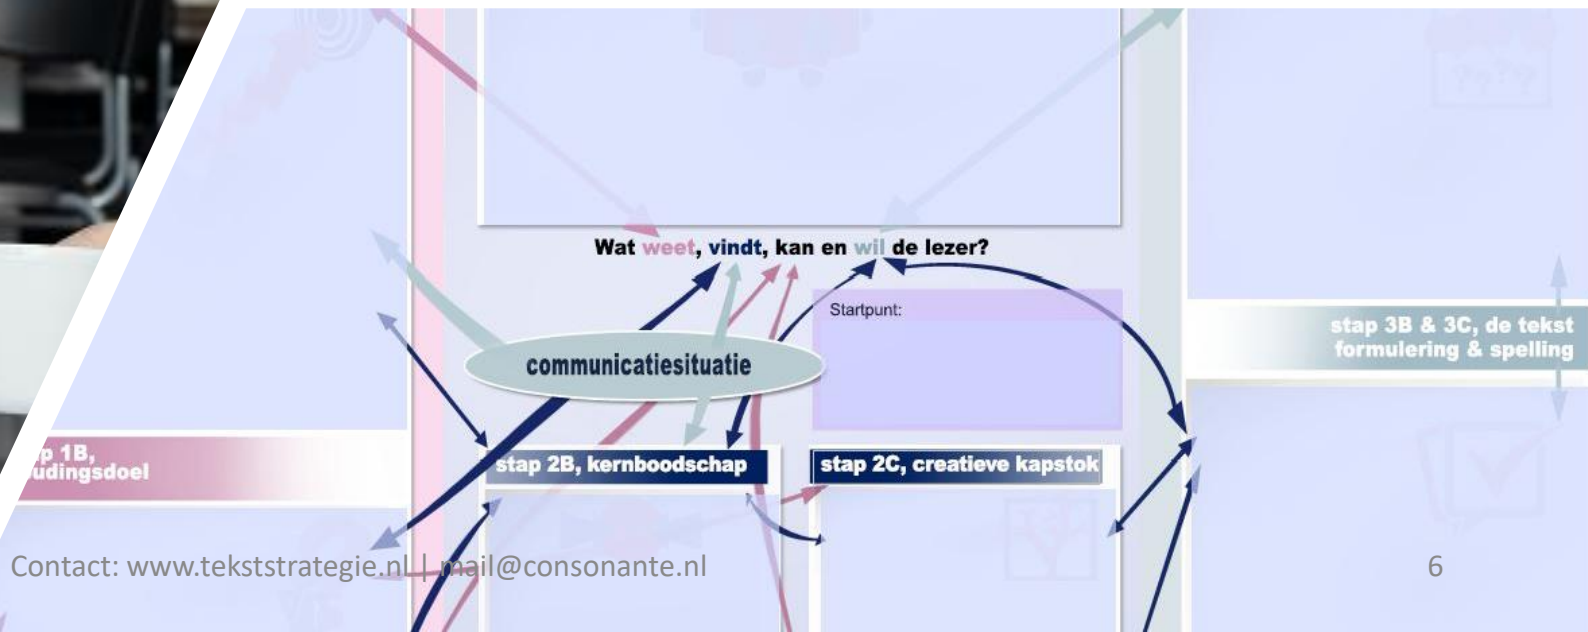 Wat weet, vindt, kan en wil de lezer?
Startpunt:
stap 3B & 3C, de tekst
formulering & spelling
communicatiesituatie
1B,
stap 2B, kernboodschap
stap 2C, creatieve kapstok
Contact: www.tekststrategie.nl | mail@consonante.nl
6